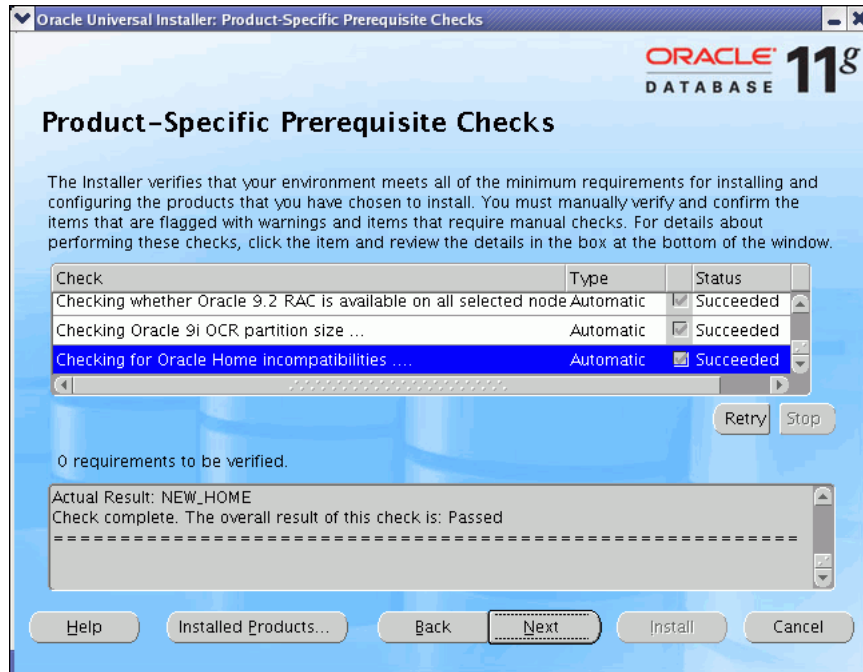 Oracle Universal Installer: Product-Specific Prerequisite Checks
ORACLE
DATABASE 11g
Product-Specific Prerequisite Checks
The Installer verifies that your environment meets all of the minimum requirements for installing and
configuring the products that you have chosen to install. You must manually verify and confirm the
items that are flagged with warnings and items that require manual checks. For details about
performing these checks, click the item and review the details in the box at the bottom of the window.
Check Type Status
Checking whether Oracle 9.2 RAC is available on all selected node Automatic Succeeded
Checking Oracle 9i OCR partition size ... Automatic Succeeded
Checking for Oracle Home incompatibilities .... Automatic Succeeded
Retry Stop
0 requirements to be verified.
Actual Result: NEW_HOME
Check complete. The overall result of this check is: Passed
=========================================================
Help Installed Products... Back Next Install Cancel